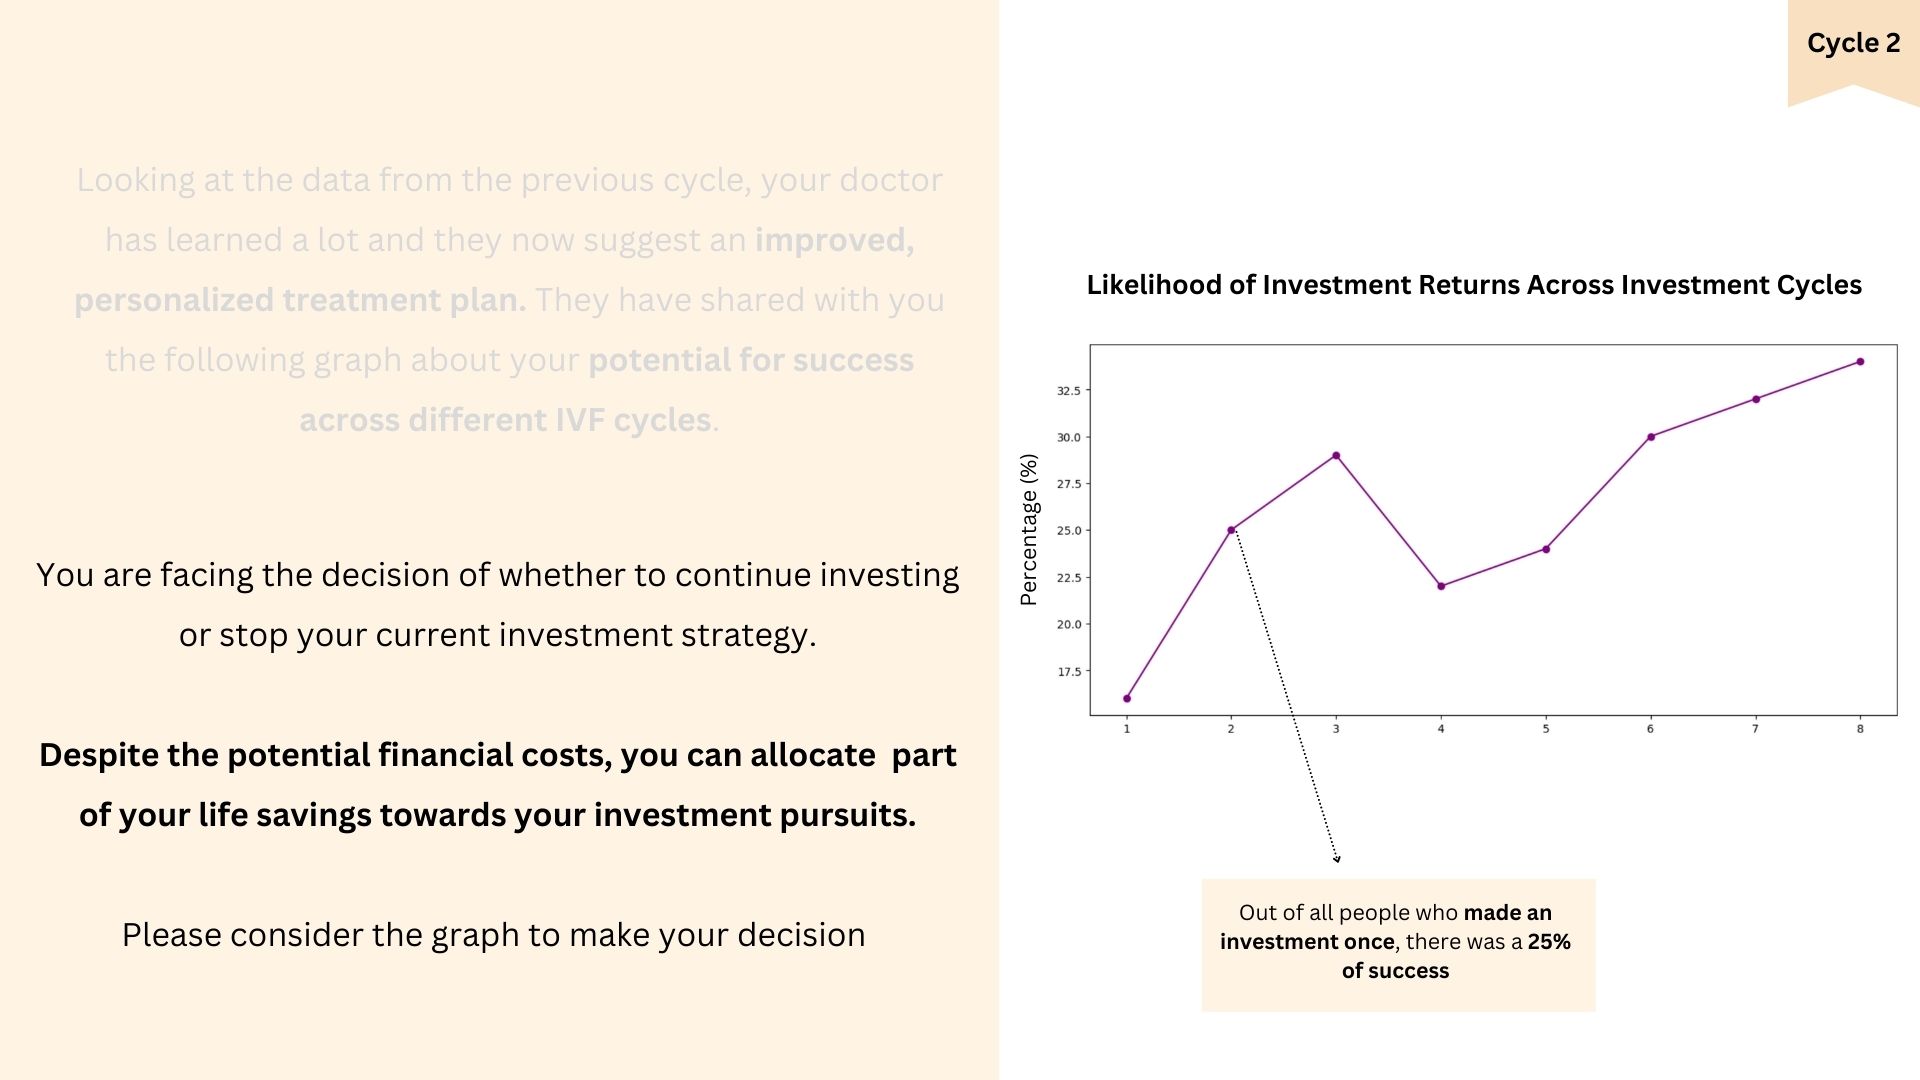 Cycle 2
Looking at the data from the previous cycle, your doctor
has learned a lot and they now suggest an improved,
personalized treatment plan. They have shared with you
the following graph about your potential for success
across different IVF cycles.
You are facing the decision of whether to continue investing
or stop your current investment strategy.
Despite the potential financial costs, you can allocate part
of your life savings towards your investment pursuits.
Please consider the graph to make your decision
Likelihood of Investment Returns Across Investment Cycles
Percentage (%)
32.5
30.0
27.5
25.0
22.5
20.0
17.5
1 2 3 4 5 6 7 8
Out of all people who made an
investment once, there was a 25%
of success